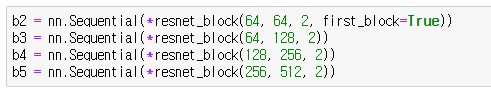 b2 = nn.Sequential(*resnet_block(64, 64, 2, first_block=True))
b3 = nn.Sequential(*resnet_block(64, 128, 2))
b4 = nn.Sequential(*resnet_block(128, 256, 2))
b5 = nn.Sequential(*resnet_block(256, 512, 2))